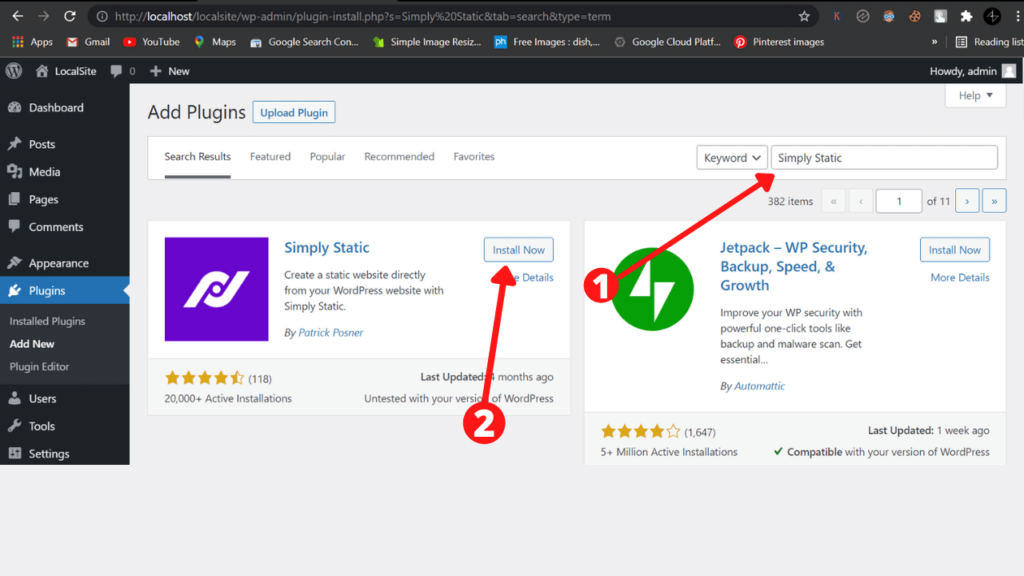 http://localhost/localsite/wp-admin/plugin-install.php?s=Simply%20Static&tab=search&type=term
K
Apps
Gmail
YouTube
Maps
Google Search Con...
Simple Image Resiz...
ph
Free Images : dish,...
Google Cloud Platf...
Pinterest images
»
Reading list
LocalSite
0
New
Howdy, admin
Help
Dashboard
Posts
Media
Pages
Comments
Appearance
Plugins
Installed Plugins
Add New
Plugin Editor
Users
Tools
Settings
Add Plugins
Upload Plugin
Search Results
Featured
Popular
Recommended
Favorites
Keyword
Simply Static
382 items
«
‹
1
of 11
›
»
Simply Static
Install Now
Create a static website directly
from your WordPress website with
Simply Static.
By Patrick Posner
Details
(118)
Last Updated: months ago
20,000+ Active Installations
Untested with your version of WordPress
1
2
Jetpack – WP Security,
Backup, Speed, &
Growth
Install Now
More Details
Improve your WP security with
powerful one-click tools like
backup and malware scan. Get
essential...
By Automattic
(1,647)
Last Updated: 1 week ago
5+ Million Active Installations
Compatible with your version of WordPress